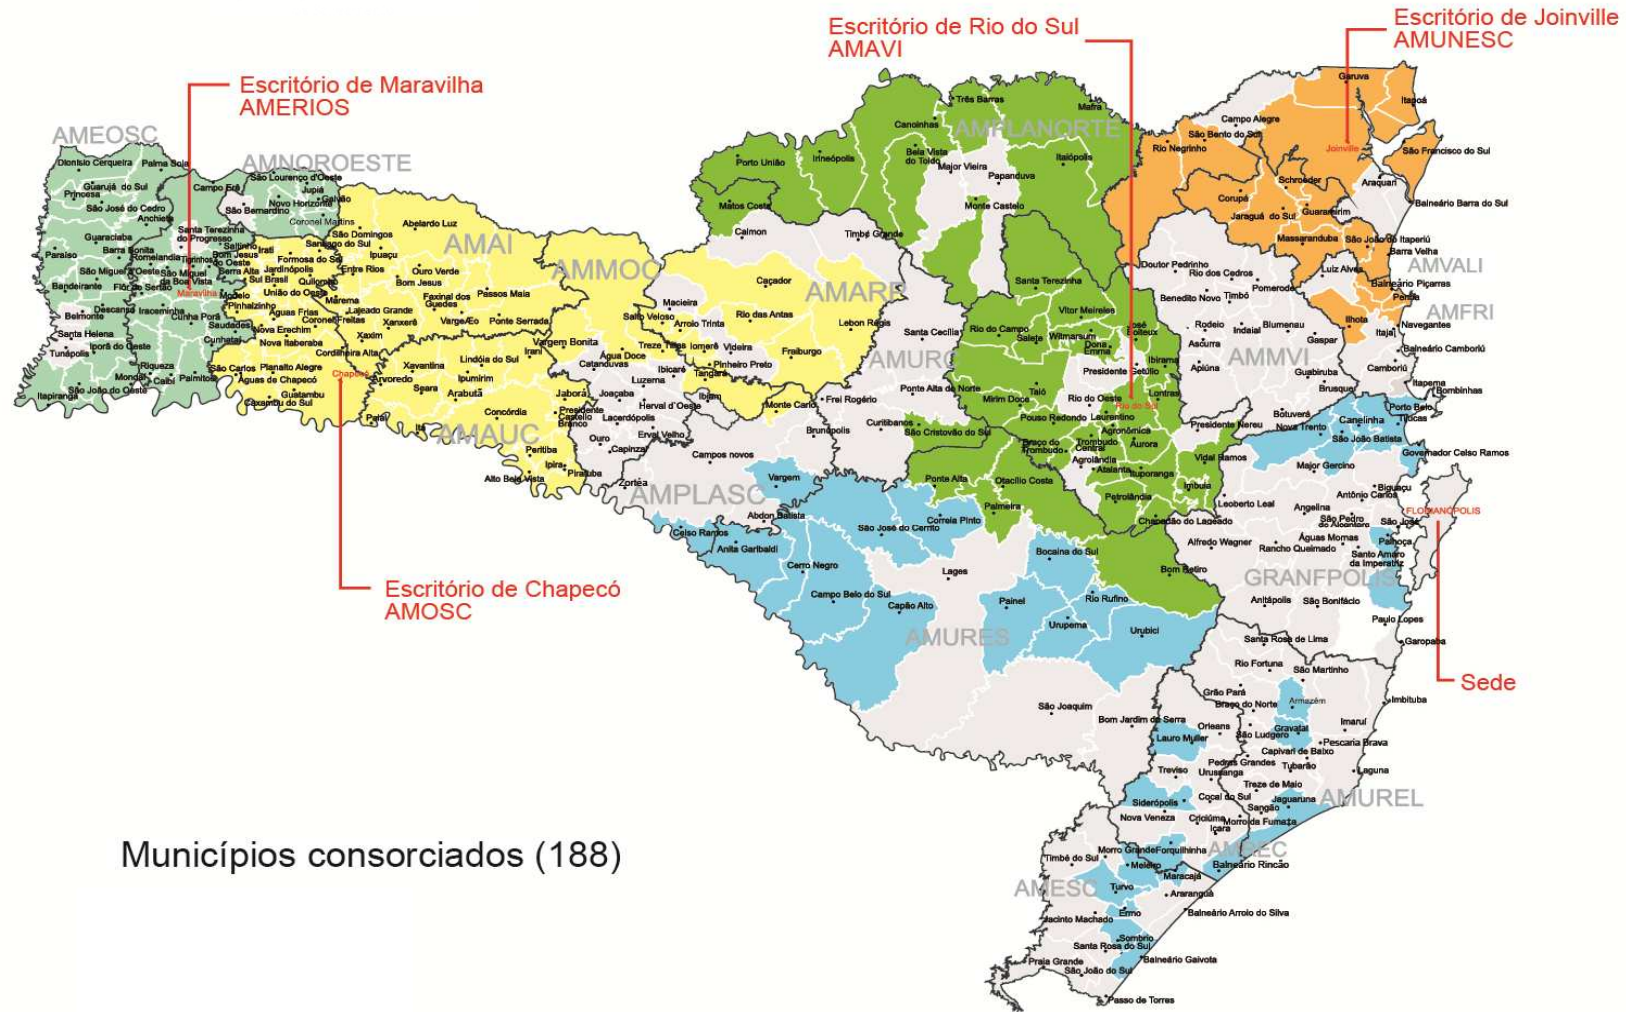 Escritório de Rio do Sul
AMAVI
Escritório de Joinville
AMUNESC
Escritório de Maravilha
AMERIOS
AMEOSC
AMNOROESTE
AMPLANORTE
AMAI
AMMOC
AMARP
AMURC
AMMVI
AMVALI
AMFRI
AMAUC
AMPLASC
AMURES
GRANFPOLIS
AMUREL
AMREC
AMESC
Escritório de Chapecó
AMOSC
Sede
Municípios consorciados (188)
Dionísio Cerqueira
Palma Sola
Guarujá do Sul
Princesa
São José do Cedro
Anchieta
Campo Erê
São Lourenço d'Oeste
Jupiá
Galvão
Novo Horizonte
São Bernardino
Coronel Martins
Guaraciaba
Paraíso
Barra Bonita
Romelândia
Santa Terezinha
do Progresso
Saltinho
Bom Jesus
do Oeste
Serra Alta
São Miguel
da Boa Vista
Bandeirante
Flôr do Sertão
Maravilha
Modelo
Descanso
Iraceminha
Belmonte
Cunha Porã
Saudades
Santa Helena
Cunhataí
Tunápolis
Iporã do Oeste
Riqueza
Mondaí
Caibi
Palmitos
São João do Oeste
Itapiranga
São Domingos
Abelardo Luz
Santiago do Sul
Irati
Ipuaçu
Formosa do Sul
Jardinópolis
Entre Rios
Ouro Verde
Sul Brasil
Quilombo
Bom Jesus
União do Oeste
Marema
Faxinal dos
Guedes
Passos Maia
Pinhalzinho
Águas Frias
Lajeado Grande
Coronel Freitas
Xanxerê
Ponte Serrada
Nova Erechim
Xaxim
Nova Itaberaba
Cordilheira Alta
São Carlos
Planalto Alegre
Chapecó
Águas de Chapecó
Guatambu
Caxambu do Sul
Vargem Bonita
Irani
Lindóia do Sul
Xavantina
Ipumirim
Arvoredo
Seara
Arabutã
Jaborá
Concórdia
Presidente
Castelo
Branco
Paial
Itá
Peritiba
Ipira
Piratuba
Alto Bela Vista
Porto União
Irineópolis
Canoinhas
Três Barras
Mafra
Bela Vista
do Toldo
Major Vieira
Papanduva
Itaiópolis
Matos Costa
Monte Castelo
Calmon
Timbó Grande
Caçador
Macieira
Salto Veloso
Arroio Trinta
Rio das Antas
Lebon Régis
Santa Cecília
Treze Tílias
Iomerê
Videira
Fraiburgo
Água Doce
Catanduvas
Ibicaré
Pinheiro Preto
Tangará
Luzerna
Joaçaba
Herval d'Oeste
Ibiam
Monte Carlo
Frei Rogério
Ponte Alta do Norte
Lacerdópolis
Ouro
Erval Velho
Capinzal
Brunópolis
Curitibanos
São Cristovão do Sul
Campos novos
Zortéa
Vargem
Abdon Batista
Celso Ramos
Anita Garibaldi
São José do Cerrito
Correia Pinto
Ponte Alta
Otacílio Costa
Palmeira
Cerro Negro
Campo Belo do Sul
Capão Alto
Lages
Bocaina do Sul
Painel
Rio Rufino
Urupema
Urubici
Bom Retiro
São Joaquim
Bom Jardim da Serra
Santa Terezinha
Vitor Meireles
Rio do Campo
Salete
Witmarsum
José
Boiteux
Dona
Emma
Ibirama
Presidente Getúlio
Taió
Mirim Doce
Rio do Oeste
Lontras
Rio do Sul
Pouso Redondo
Laurentino
Agronômica
Braço do
Trombudo
Trombudo
Central
Aurora
Agrolândia
Atalanta
Ituporanga
Petrolândia
Imbuia
Vidal Ramos
Chapadão do Lageado
Presidente Nereu
Garuva
Itapoá
Campo Alegre
São Bento do Sul
Rio Negrinho
Joinville
São Francisco do Sul
Araquari
Balneário Barra do Sul
Schroeder
Corupá
Jaraguá do Sul
Guaramirim
Massaranduba
São João do Itaperiú
Barra Velha
Luiz Alves
Balneário Piçarras
Penha
Navegantes
Ilhota
Itajaí
Balneário Camboriú
Camboriú
Itapema
Bombinhas
Porto Belo
Tijucas
Doutor Pedrinho
Rio dos Cedros
Benedito Novo
Timbó
Pomerode
Rodeio
Indaial
Blumenau
Ascurra
Gaspar
Apiúna
Guabiruba
Brusque
Botuverá
Nova Trento
Canelinha
São João Batista
Governador Celso Ramos
Major Gercino
Biguaçu
Antônio Carlos
Leoberto Leal
Angelina
São Pedro
de Alcantara
São José
FLORIANÓPOLIS
Alfredo Wagner
Rancho Queimado
Águas Mornas
Palhoça
Santo Amaro
da Imperatriz
Anitápolis
São Bonifácio
Paulo Lopes
Garopaba
Santa Rosa de Lima
Rio Fortuna
São Martinho
Imbituba
Grão Pará
Braço do Norte
Armazém
Imaruí
Orleans
São Ludgero
Gravatal
Pescaria Brava
Lauro Muller
Capivari de Baixo
Pedras Grandes
Tubarão
Laguna
Treviso
Urussanga
Treze de Maio
Siderópolis
Cocal do Sul
Jaguaruna
Sangão
Nova Veneza
Criciúma
Morro da Fumaça
Içara
Balneário Rincão
Timbé do Sul
Morro Grande
Forquilhinha
Meleiro
Maracajá
Turvo
Araranguá
Ermo
Balneário Arroio do Silva
Jacinto Machado
Sombrio
Santa Rosa do Sul
Balneário Gaivota
Praia Grande
São João do Sul
Passo de Torres